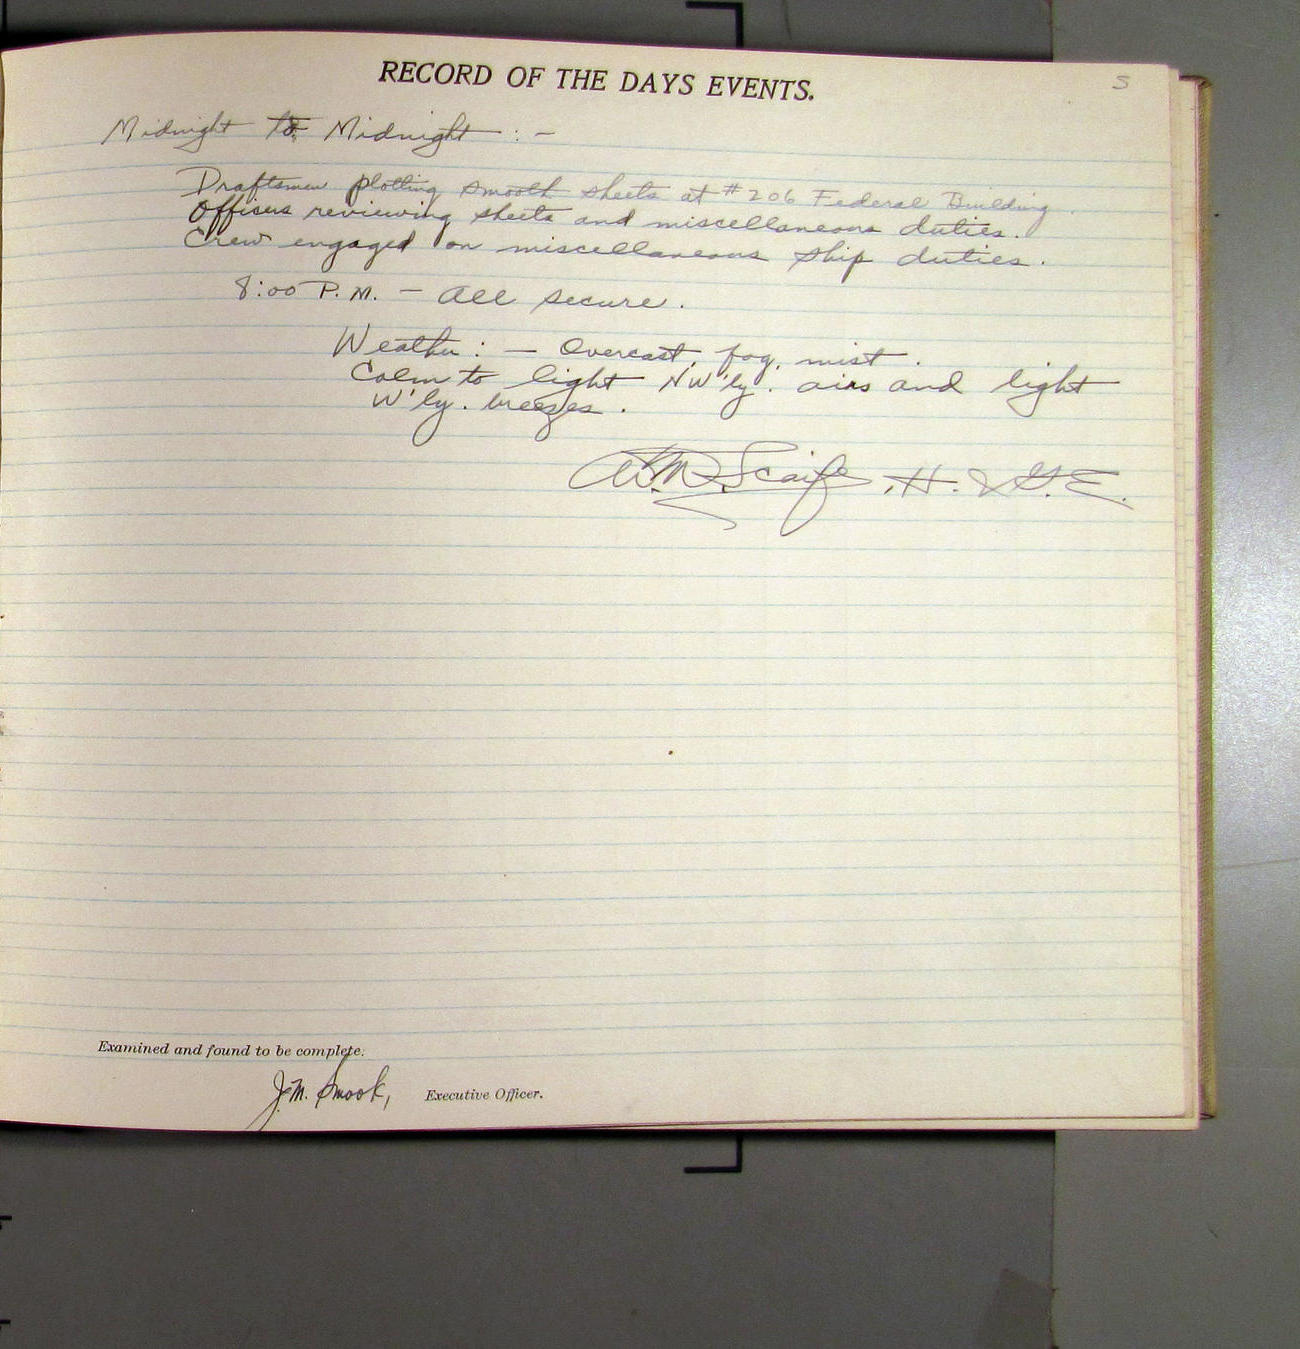 RECORD OF THE DAYS EVENTS.
S
Midnight to Midnight : -
Draftsmen plotting smooth sheets at #206 Federal Building.
Officers reviewing sheets and miscellaneous duties.
Crew engaged on miscellaneous ship duties.
8:00 P.M. - All secure.
Weather: - Overcast, fog, mist.
Calm to light NW'ly. airs and light
W'ly. breezes.
W.M. Scaife, H. & G.E.
Examined and found to be complete.
J.M. Smook, Executive Officer.